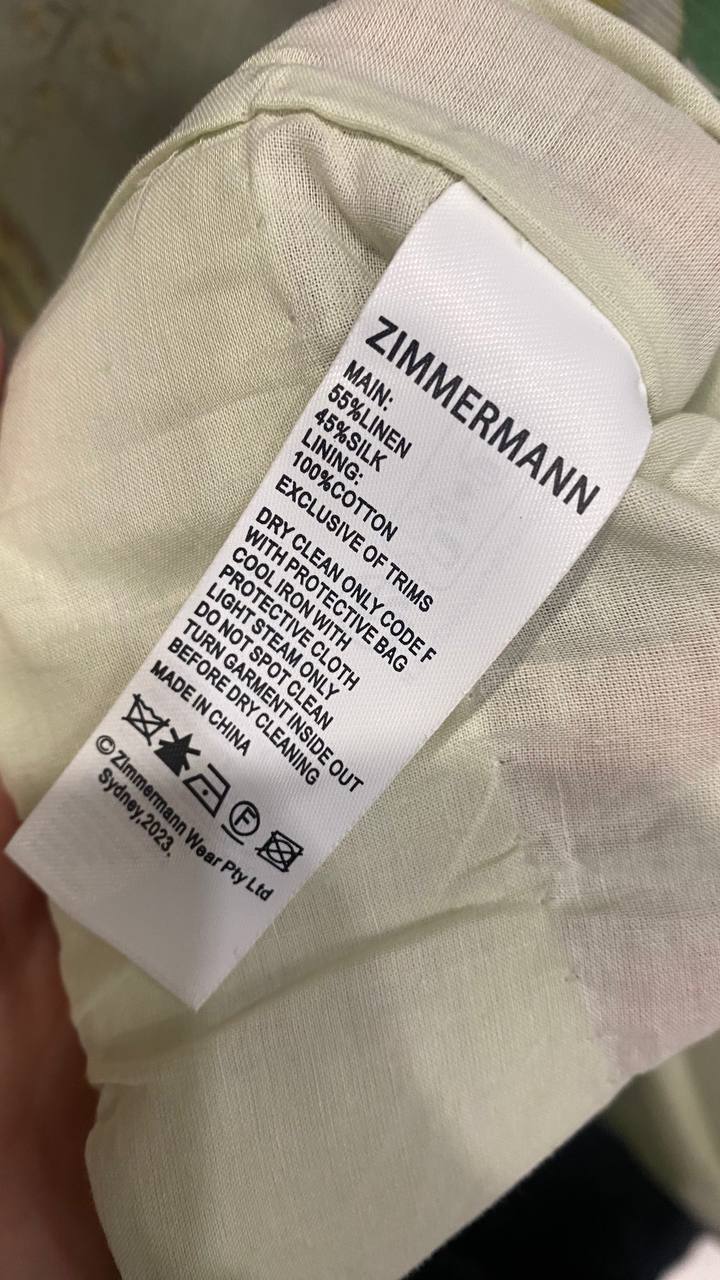 ZIMMERMANN
MAIN:
55%LINEN
45%SILK
LINING:
100%COTTON
EXCLUSIVE OF TRIMS
DRY CLEAN ONLY CODE F
WITH PROTECTIVE BAG
COOL IRON WITH
PROTECTIVE CLOTH
LIGHT STEAM ONLY
DO NOT SPOT CLEAN
TURN GARMENT INSIDE OUT
BEFORE DRY CLEANING
MADE IN CHINA
F
©Zimmermann Wear Pty Ltd
Sydney,2023.